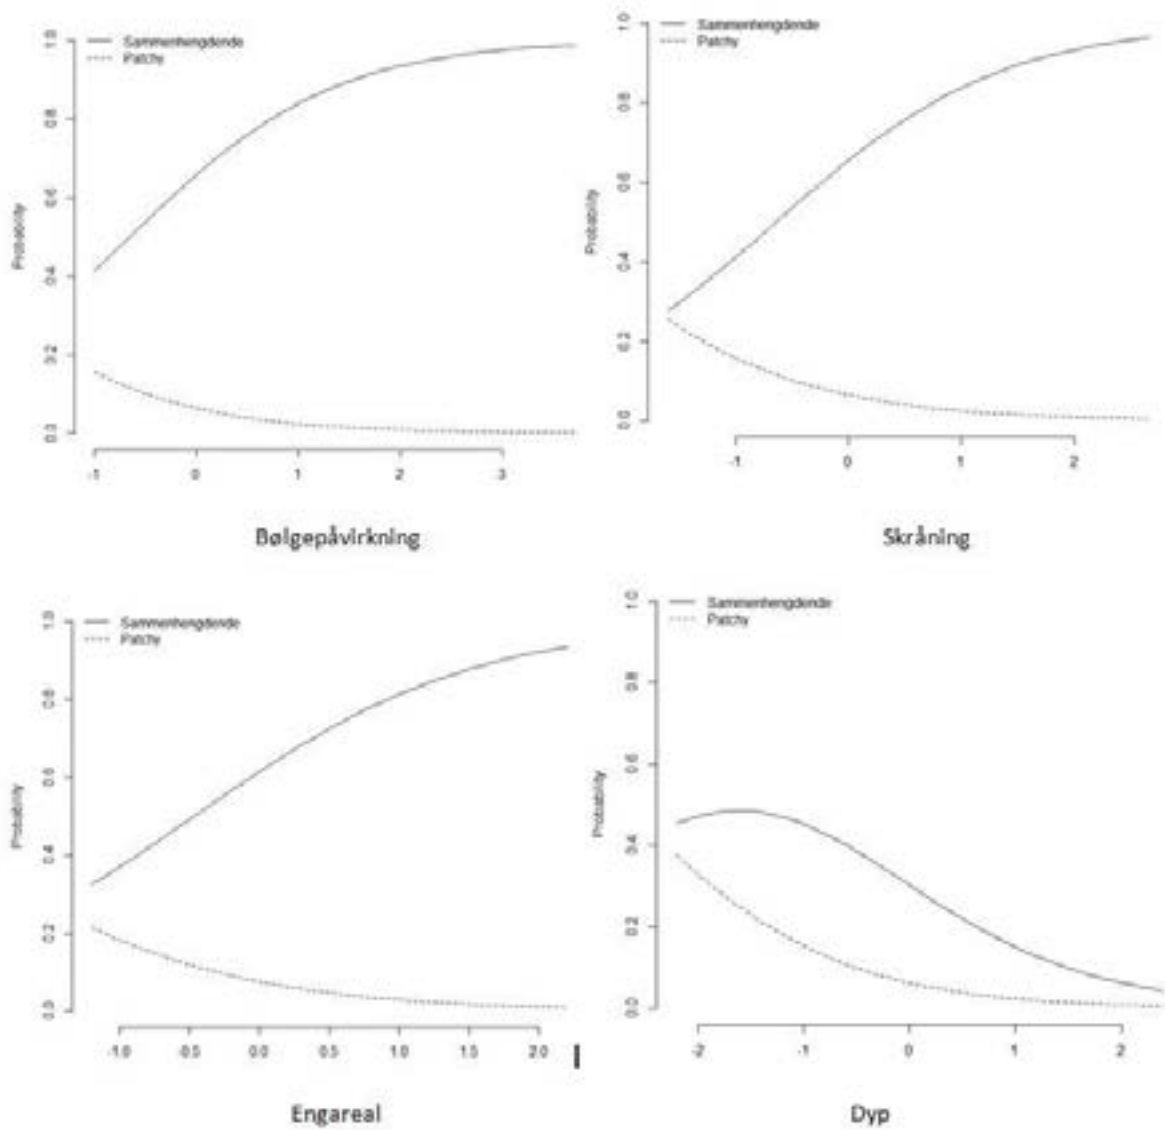 Sammenhengdende
Patchy
Probability
0.0 0.2 0.4 0.6 0.8 1.0
-1 0 1 2 3
Bølgepåvirkning
Sammenhengdende
Patchy
Probability
0.0 0.2 0.4 0.6 0.8 1.0
-1 0 1 2
Skråning
Sammenhengdende
Patchy
Probability
0.0 0.2 0.4 0.6 0.8 1.0
-1.0 -0.5 0.0 0.5 1.0 1.5 2.0
Engareal
Sammenhengdende
Patchy
Probability
0.0 0.2 0.4 0.6 0.8 1.0
-2 -1 0 1 2
Dyp